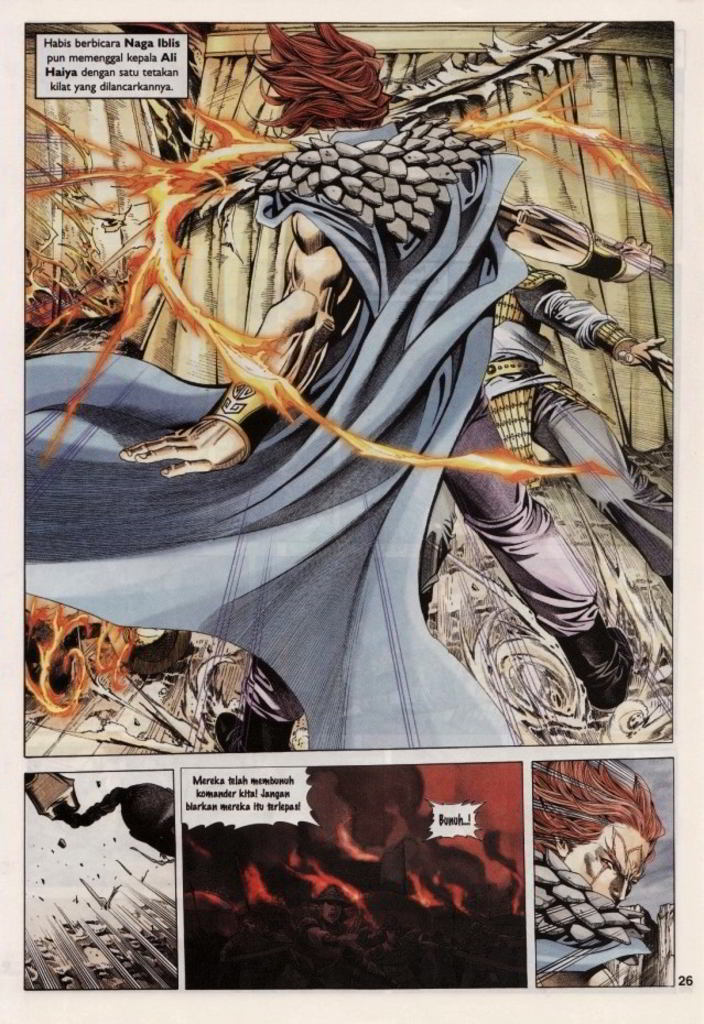 Habis berbicara Naga Iblis
pun memenggal kepala Ali
Haiya dengan satu tetakan
kilat yang dilancarkannya.
Mereka telah membunuh
komander kita! Jangan
biarkan mereka itu terlepas!
Bunuh..!
26